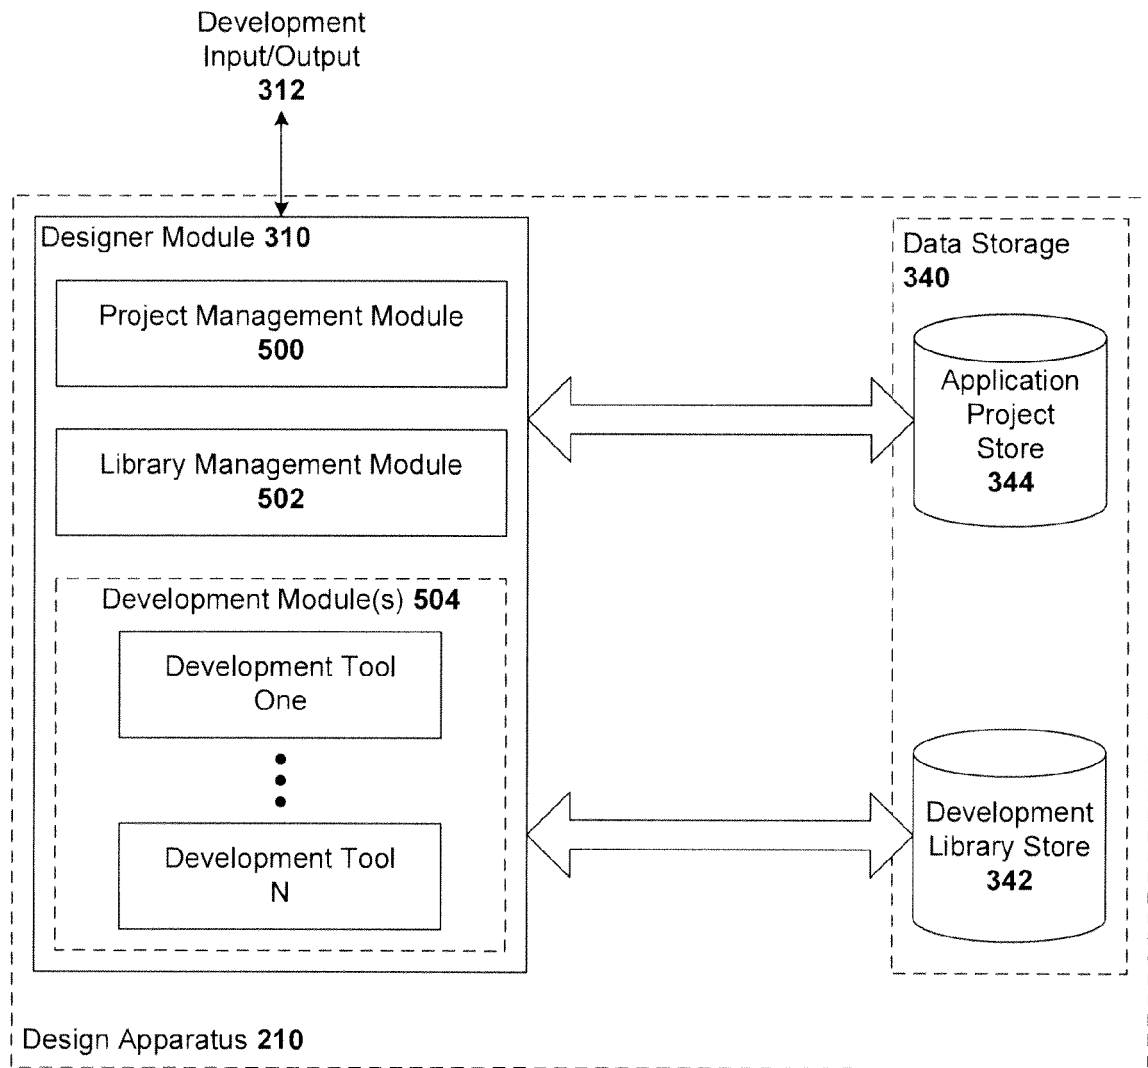 Development
Input/Output
312
Designer Module 310
Project Management Module
500
Library Management Module
502
Development Module(s) 504
Development Tool
One
Development Tool
N
Data Storage
340
Application
Project
Store
344
Development
Library Store
342
Design Apparatus 210